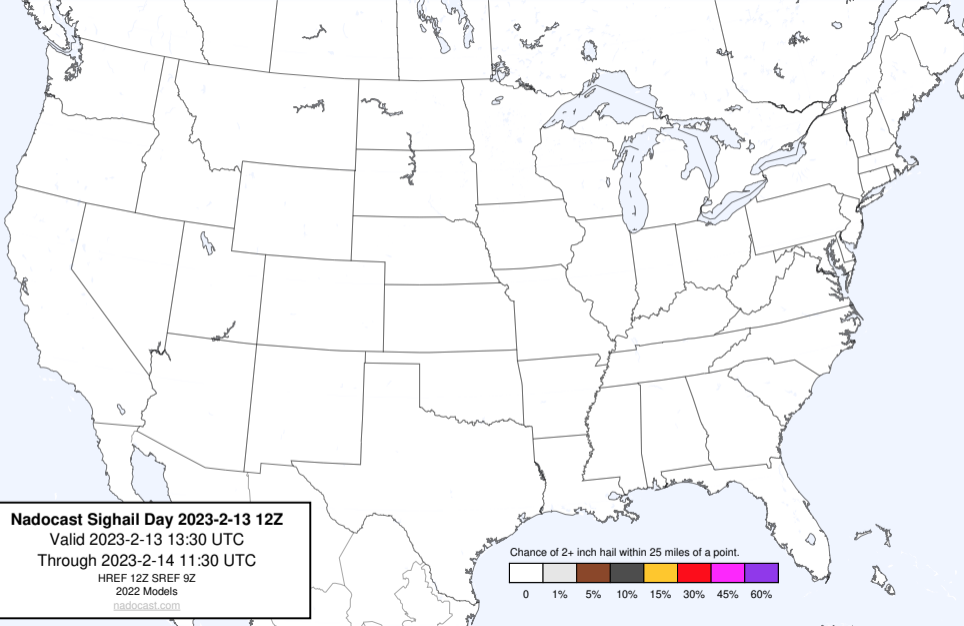 Nadocast Sighail Day 2023-2-13 12Z
Valid 2023-2-13 13:30 UTC
Through 2023-2-14 11:30 UTC
HREF 12Z SREF 9Z
2022 Models
nadocast.com
Chance of 2+ inch hail within 25 miles of a point.
0 1% 5% 10% 15% 30% 45% 60%